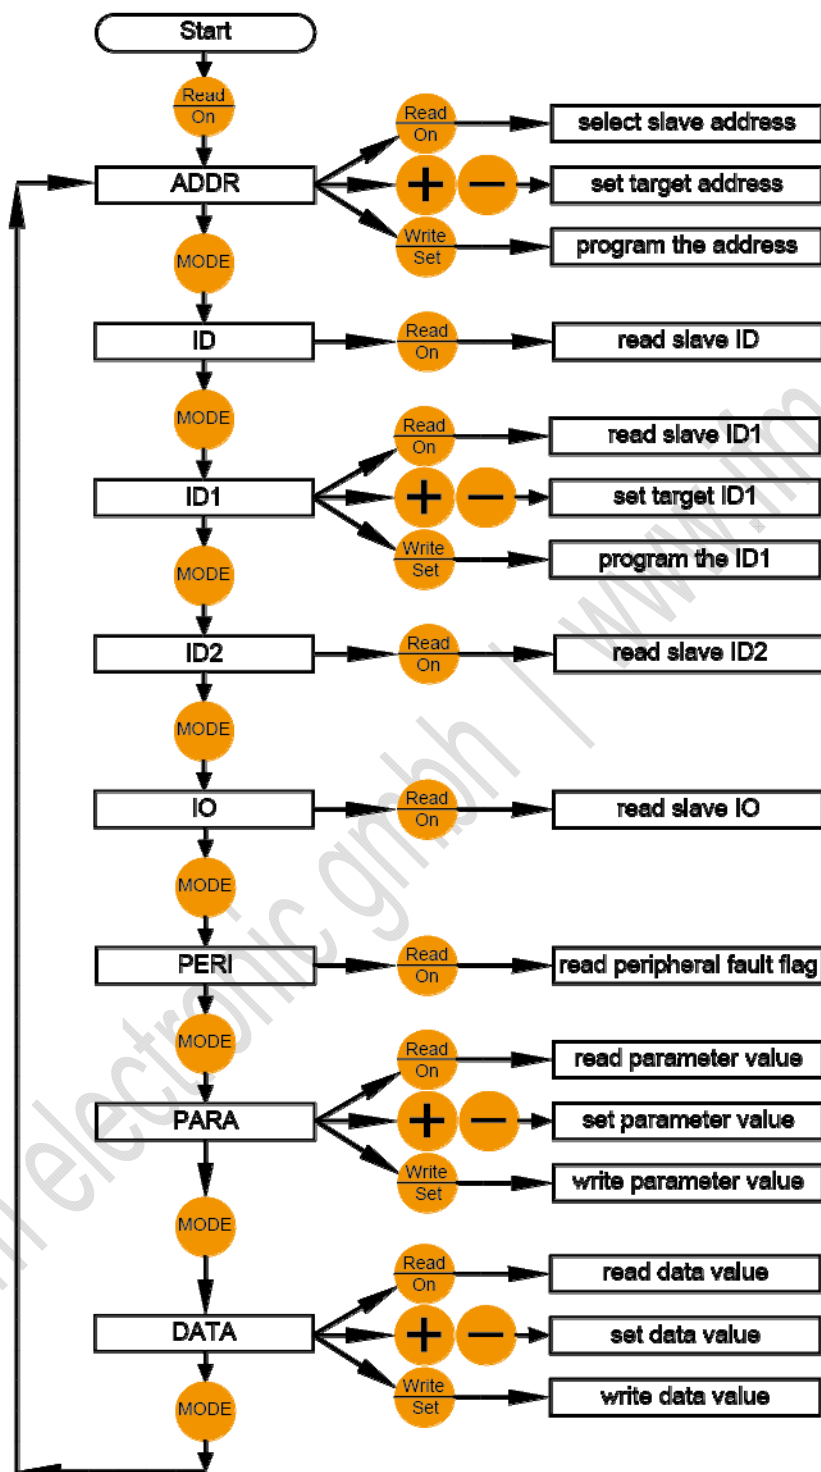 Start
Read
On
Read
On
select slave address
ADDR
+
−
set target address
Write
Set
program the address
MODE
ID
Read
On
read slave ID
MODE
Read
On
read slave ID1
ID1
+
−
set target ID1
Write
Set
program the ID1
MODE
ID2
Read
On
read slave ID2
MODE
IO
Read
On
read slave IO
MODE
PERI
Read
On
read peripheral fault flag
MODE
Read
On
read parameter value
PARA
+
−
set parameter value
Write
Set
write parameter value
MODE
Read
On
read data value
DATA
+
−
set data value
Write
Set
write data value
MODE
electronic gmbh | www.ifm